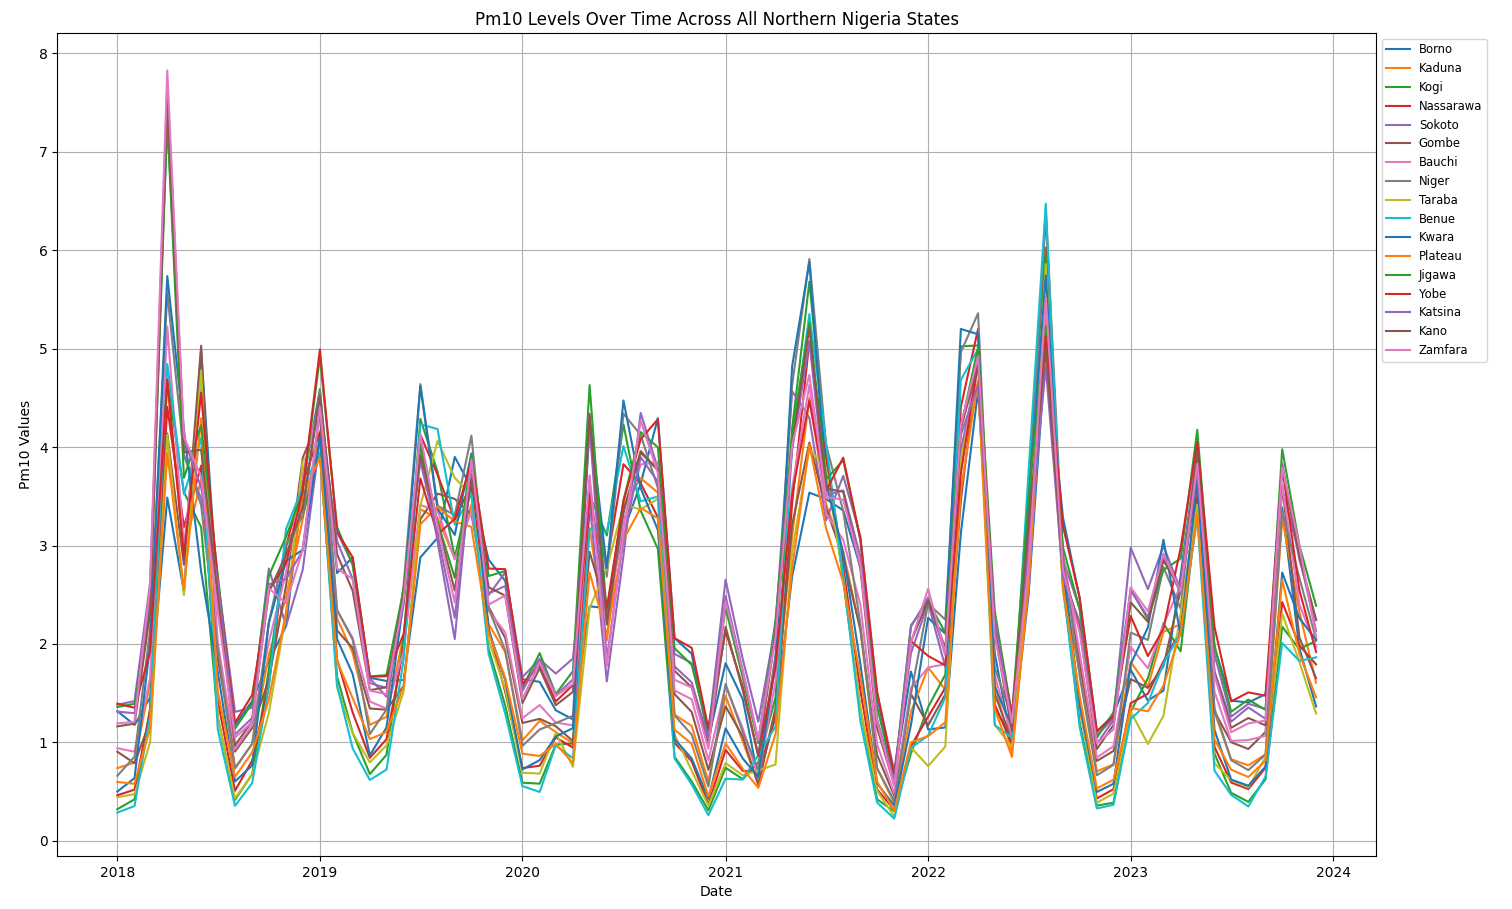 Pm10 Levels Over Time Across All Northern Nigeria States
Pm10 Values
8
7
6
5
4
3
2
1
0
2018
2019
2020
2021
2022
2023
2024
Date
Borno
Kaduna
Kogi
Nassarawa
Sokoto
Gombe
Bauchi
Niger
Taraba
Benue
Kwara
Plateau
Jigawa
Yobe
Katsina
Kano
Zamfara